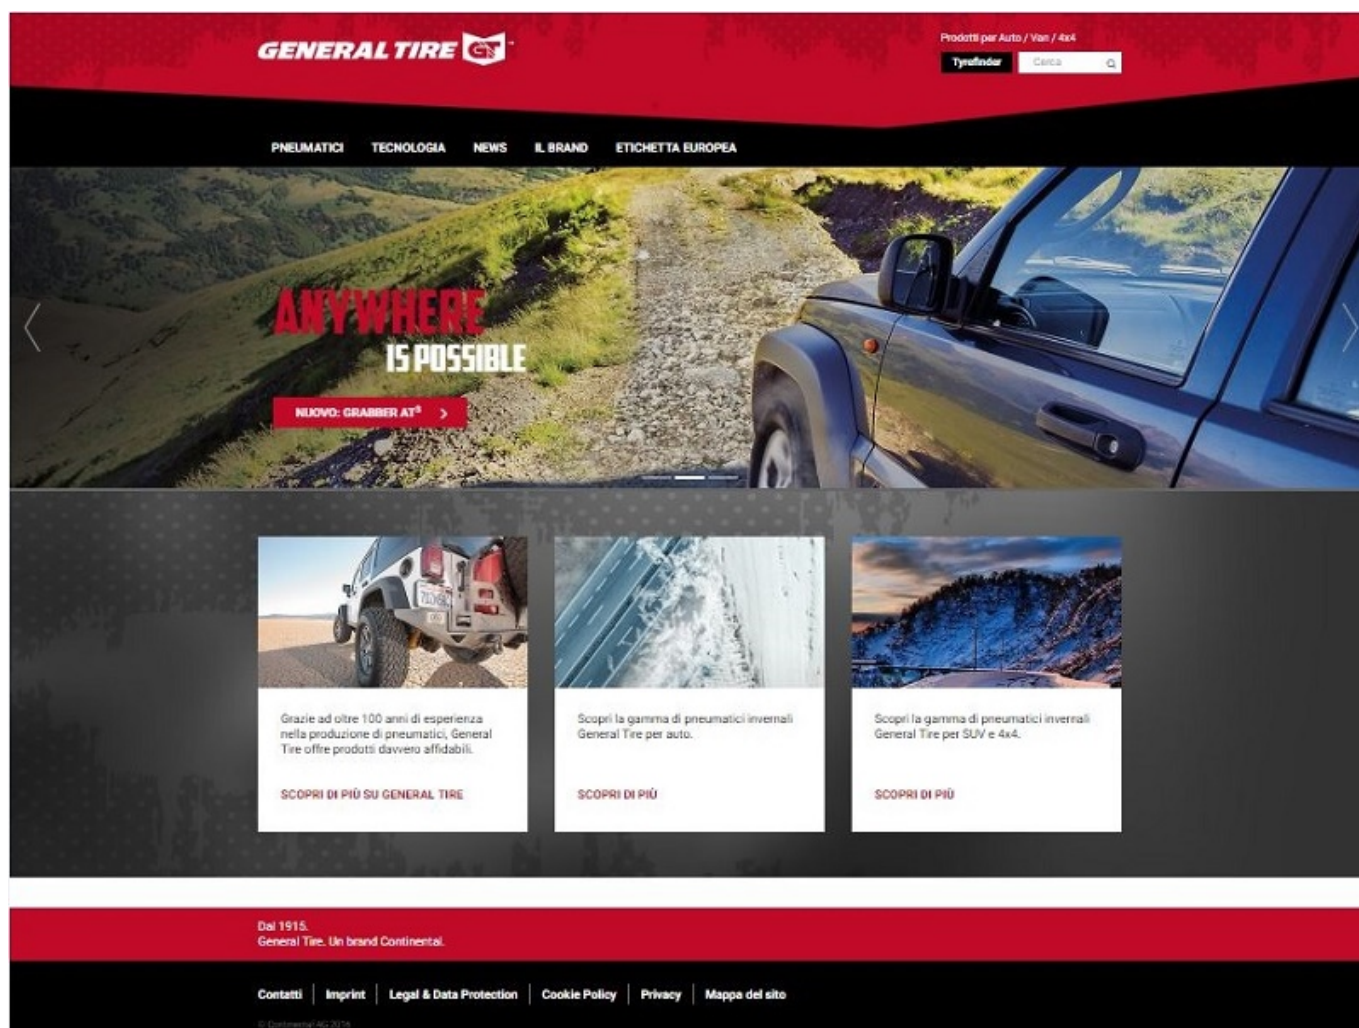 GENERAL TIRE GT
Prodotti per Auto / Van / 4x4
Tyrefinder
Cerca
PNEUMATICI TECNOLOGIA NEWS IL BRAND ETICHETTA EUROPEA
ANYWHERE
IS POSSIBLE
NUOVO: GRABBER AT³
Grazie ad oltre 100 anni di esperienza
nella produzione di pneumatici, General
Tire offre prodotti davvero affidabili.
SCOPRI DI PIÙ SU GENERAL TIRE
Scopri la gamma di pneumatici invernali
General Tire per auto.
SCOPRI DI PIÙ
Scopri la gamma di pneumatici invernali
General Tire per SUV e 4x4.
SCOPRI DI PIÙ
Dal 1915.
General Tire. Un brand Continental.
Contatti Imprint Legal & Data Protection Cookie Policy Privacy Mappa del sito
© Continental AG 2016